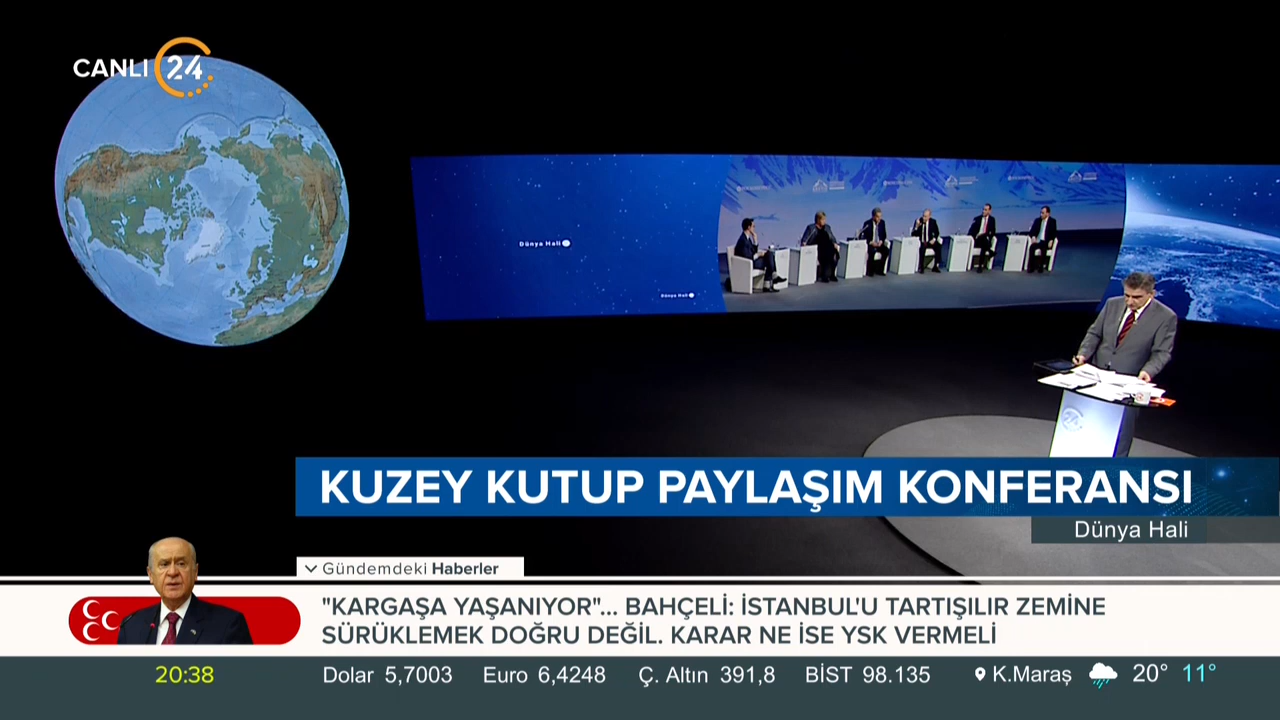 CANLI 24
Dünya Hali
Dünya Hali
24
KUZEY KUTUP PAYLAŞIM KONFERANSI
Dünya Hali
Gündemdeki Haberler
"KARGAŞA YAŞANIYOR"... BAHÇELİ: İSTANBUL'U TARTIŞILIR ZEMİNE
SÜRÜKLEMEK DOĞRU DEĞİL. KARAR NE İSE YSK VERMELİ
20:38 Dolar 5,7003 Euro 6,4248 Ç. Altın 391,8 BİST 98.135 K.Maraş 20° 11°